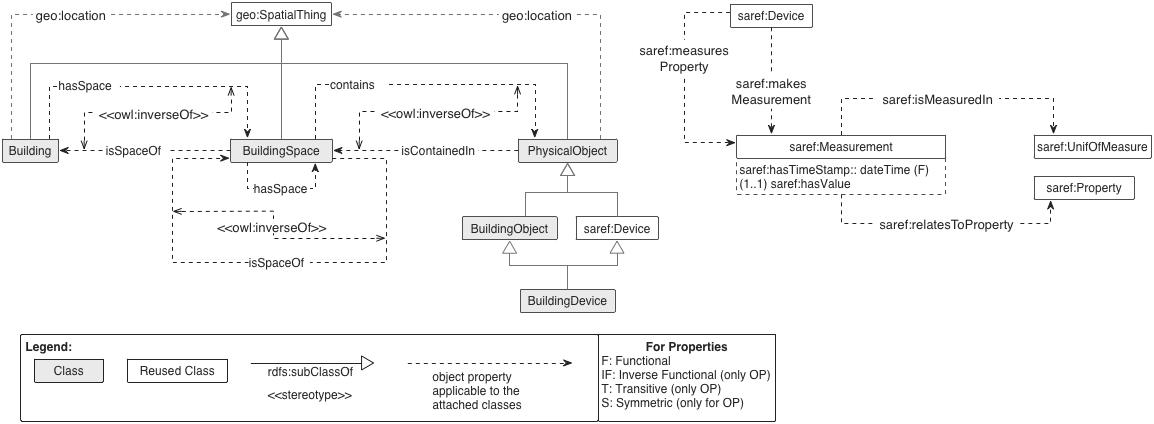 geo:location
geo:SpatialThing
geo:location
saref:Device
saref:measures
Property
hasSpace
contains
saref:makes
Measurement
saref:isMeasuredIn
<<owl:inverseOf>>
<<owl:inverseOf>>
Building
isSpaceOf
BuildingSpace
isContainedIn
PhysicalObject
saref:Measurement
saref:UnifOfMeasure
saref:hasTimeStamp:: dateTime (F)
(1..1) saref:hasValue
hasSpace
saref:Property
<<owl:inverseOf>>
BuildingObject
saref:Device
saref:relatesToProperty
isSpaceOf
BuildingDevice
Legend:
Class
Reused Class
rdfs:subClassOf
<<stereotype>>
object property
applicable to the
attached classes
For Properties
F: Functional
IF: Inverse Functional (only OP)
T: Transitive (only OP)
S: Symmetric (only for OP)